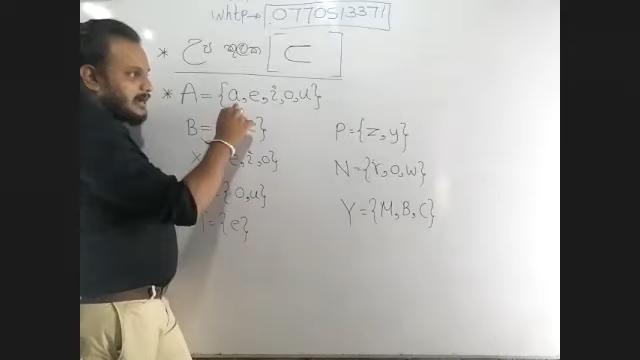 whtp→ 0770513371
* උප කුලක ⊂
* A = {a, e, i, o, u}
B =
e, i, o}
= { o, u}
= {e}
P = {z, y}
N = {r, o, w}
Y = {M, B, C}